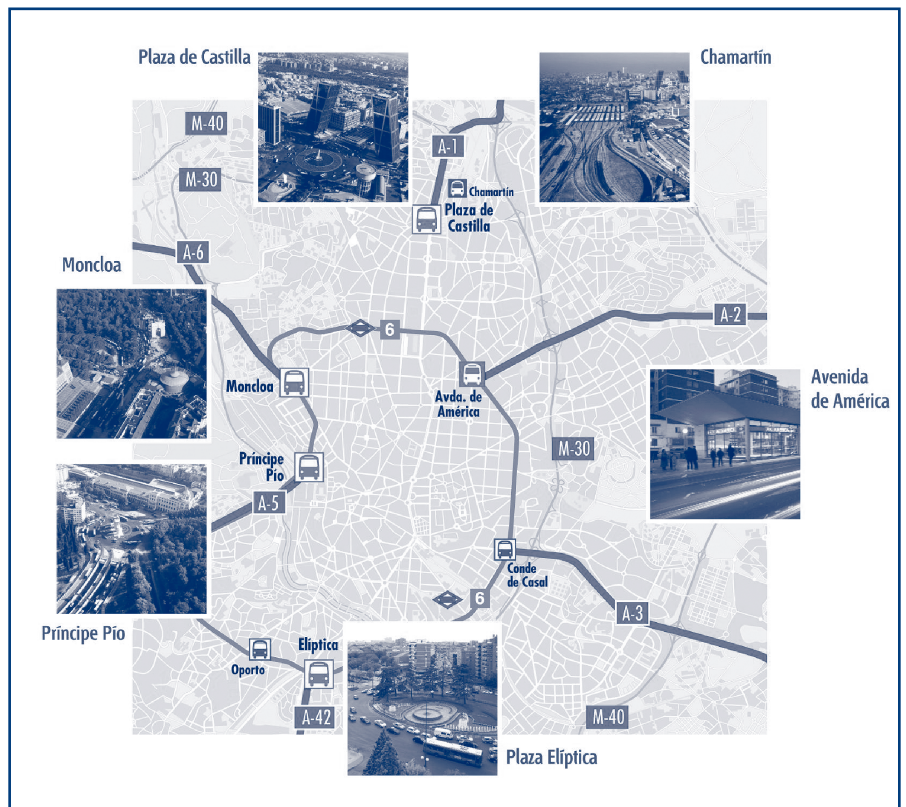 Plaza de Castilla
Chamartín
M-40
A-1
M-30
Chamartín
Plaza de
Castilla
A-6
Moncloa
A-2
6
Moncloa
Avda. de
América
Avenida
de América
Príncipe
Pío
M-30
A-5
Conde
de Casal
6
A-3
Príncipe Pío
Elíptica
Oporto
A-42
M-40
Plaza Elíptica